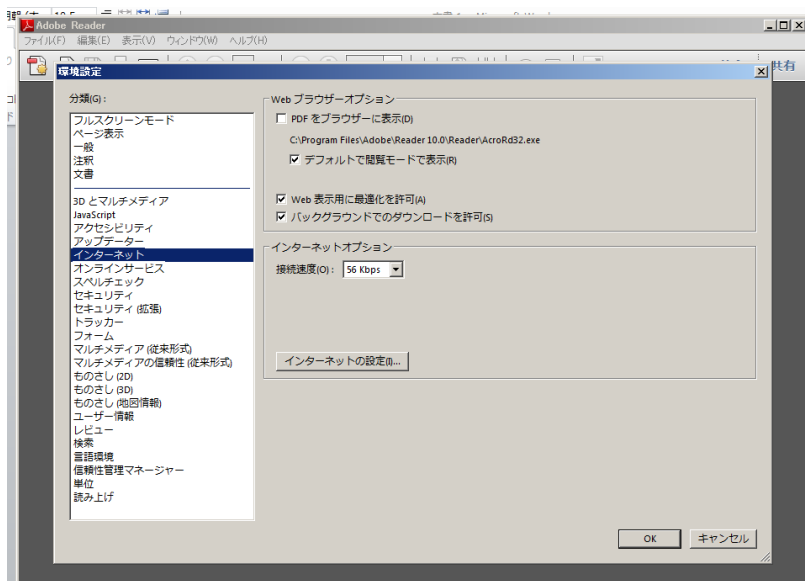 Adobe Reader
ファイル(F) 編集(E) 表示(V) ウィンドウ(W) ヘルプ(H)
共有
環境設定
分類(G):
フルスクリーンモード
ページ表示
一般
注釈
文書
3D とマルチメディア
JavaScript
アクセシビリティ
アップデーター
インターネット
オンラインサービス
スペルチェック
セキュリティ
セキュリティ (拡張)
トラッカー
フォーム
マルチメディア (従来形式)
マルチメディアの信頼性 (従来形式)
ものさし (2D)
ものさし (3D)
ものさし (地図情報)
ユーザー情報
レビュー
検索
言語環境
信頼性管理マネージャー
単位
読み上げ
Web ブラウザーオプション
PDF をブラウザーに表示(D)
C:\Program Files\Adobe\Reader 10.0\Reader\AcroRd32.exe
デフォルトで閲覧モードで表示(R)
Web 表示用に最適化を許可(A)
バックグラウンドでのダウンロードを許可(S)
インターネットオプション
接続速度(O): 56 Kbps
インターネットの設定(I)...
OK キャンセル